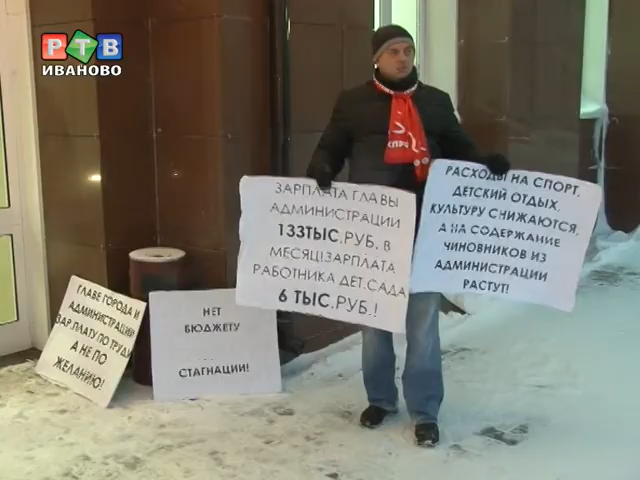 РТВ
ИВАНОВО
КПРФ
ЗАРПЛАТА ГЛАВЫ
АДМИНИСТРАЦИИ
133ТЫС.РУБ. В
МЕСЯЦ!ЗАРПЛАТА
РАБОТНИКА ДЕТ.САДА
6 ТЫС.РУБ.!
РАСХОДЫ НА СПОРТ,
ДЕТСКИЙ ОТДЫХ,
КУЛЬТУРУ СНИЖАЮТСЯ,
А НА СОДЕРЖАНИЕ
ЧИНОВНИКОВ ИЗ
АДМИНИСТРАЦИИ
РАСТУТ!
ГЛАВЕ ГОРОДА И
АДМИНИСТРАЦИИ
ЗАРПЛАТУ ПО ТРУДУ
А НЕ ПО
ЖЕЛАНИЮ!
НЕТ
БЮДЖЕТУ
СТАГНАЦИИ!